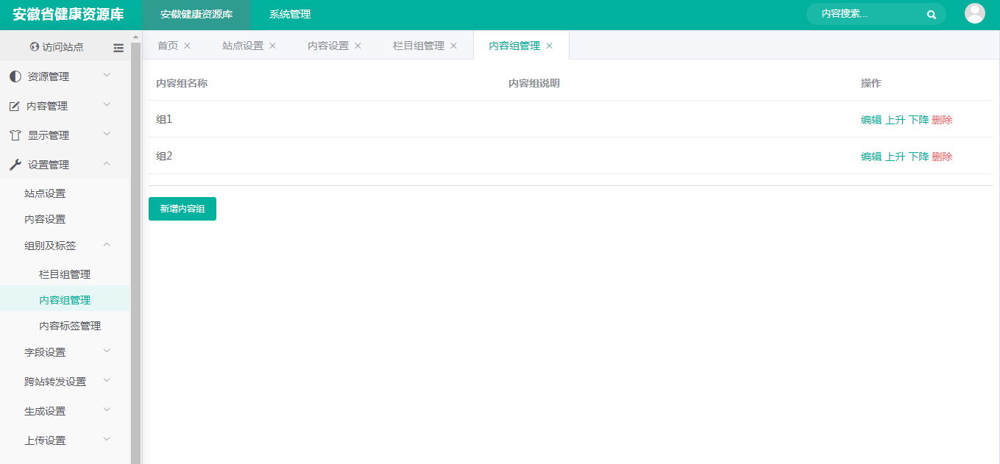 安徽省健康资源库
安徽健康资源库
系统管理
内容搜索...
访问站点
首页
站点设置
内容设置
栏目组管理
内容组管理
资源管理
内容管理
显示管理
设置管理
站点设置
内容设置
组别及标签
栏目组管理
内容组管理
内容标签管理
字段设置
跨站转发设置
生成设置
上传设置
内容组名称 内容组说明 操作
组1 编辑 上升 下降 删除
组2 编辑 上升 下降 删除
新增内容组